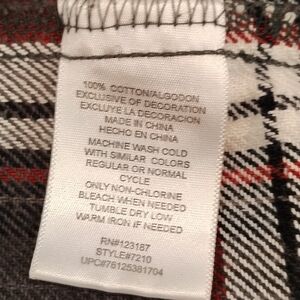 100% COTTON/ALGODON
EXCLUSIVE OF DECORATION
EXCLUYE LA DECORACION
MADE IN CHINA
HECHO EN CHINA
MACHINE WASH COLD
WITH SIMILAR COLORS
REGULAR OR NORMAL
CYCLE
ONLY NON-CHLORINE
BLEACH WHEN NEEDED
TUMBLE DRY LOW
WARM IRON IF NEEDED
RN#123187
STYLE#7210
UPC#76125381704